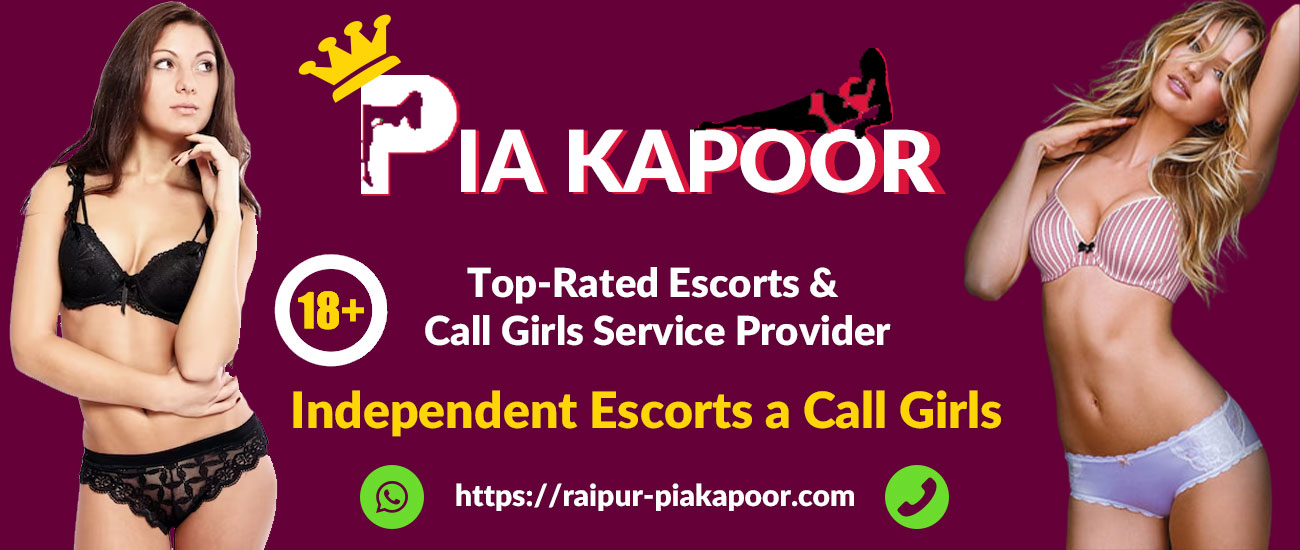 PIA KAPOOR
18+
Top-Rated Escorts &
Call Girls Service Provider
Independent Escorts a Call Girls
https://raipur-piakapoor.com